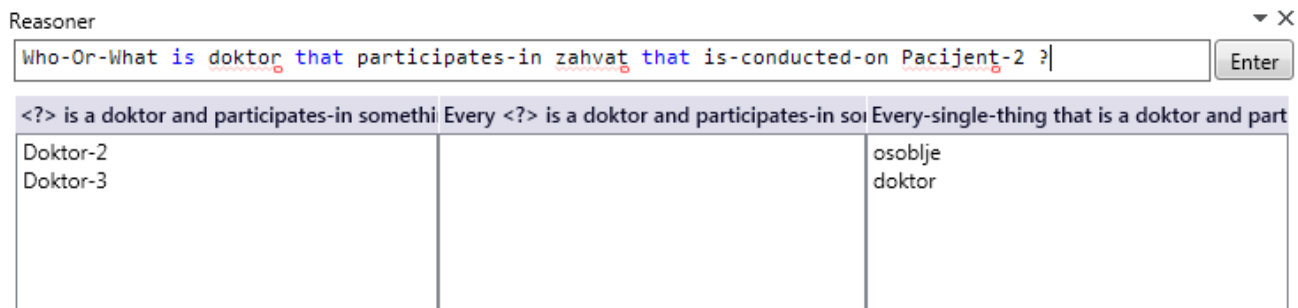 Reasoner
Who-Or-What is doktor that participates-in zahvat that is-conducted-on Pacijent-2 ?
Enter
<?> is a doktor and participates-in somethi
Every <?> is a doktor and participates-in so
Every-single-thing that is a doktor and part
Doktor-2
Doktor-3
osoblje
doktor